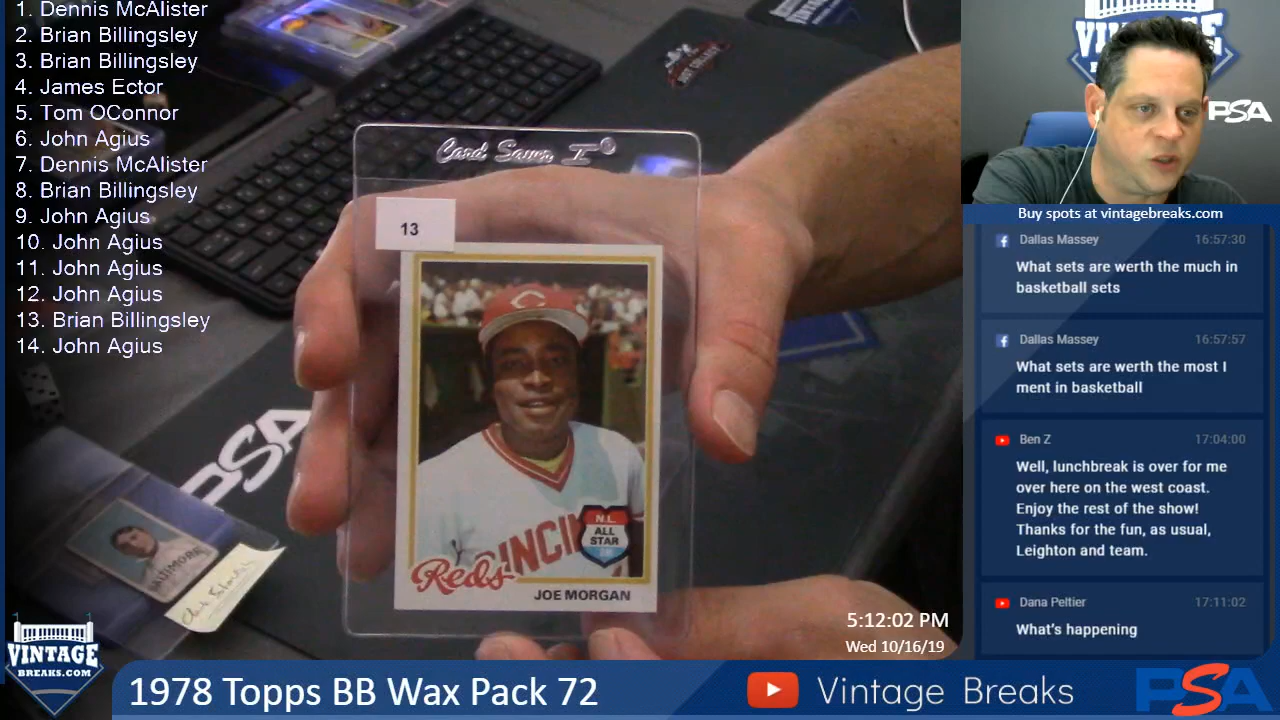 1. Dennis McAlister
2. Brian Billingsley
3. Brian Billingsley
4. James Ector
5. Tom OConnor
6. John Agius
7. Dennis McAlister
8. Brian Billingsley
9. John Agius
10. John Agius
11. John Agius
12. John Agius
13. Brian Billingsley
14. John Agius
Card Saver I®
13
Reds
CINCI
N.L.
ALL
STAR
2B
JOE MORGAN
PSA
BALTIMORE
VINTAGE
PSA
Buy spots at vintagebreaks.com
Dallas Massey 16:57:30
What sets are werth the much in
basketball sets
Dallas Massey 16:57:57
What sets are werth the most I
ment in basketball
Ben Z 17:04:00
Well, lunchbreak is over for me
over here on the west coast.
Enjoy the rest of the show!
Thanks for the fun, as usual,
Leighton and team.
Dana Peltier 17:11:02
What's happening
5:12:02 PM
Wed 10/16/19
VINTAGE
BREAKS.COM
1978 Topps BB Wax Pack 72
Vintage Breaks
PSA